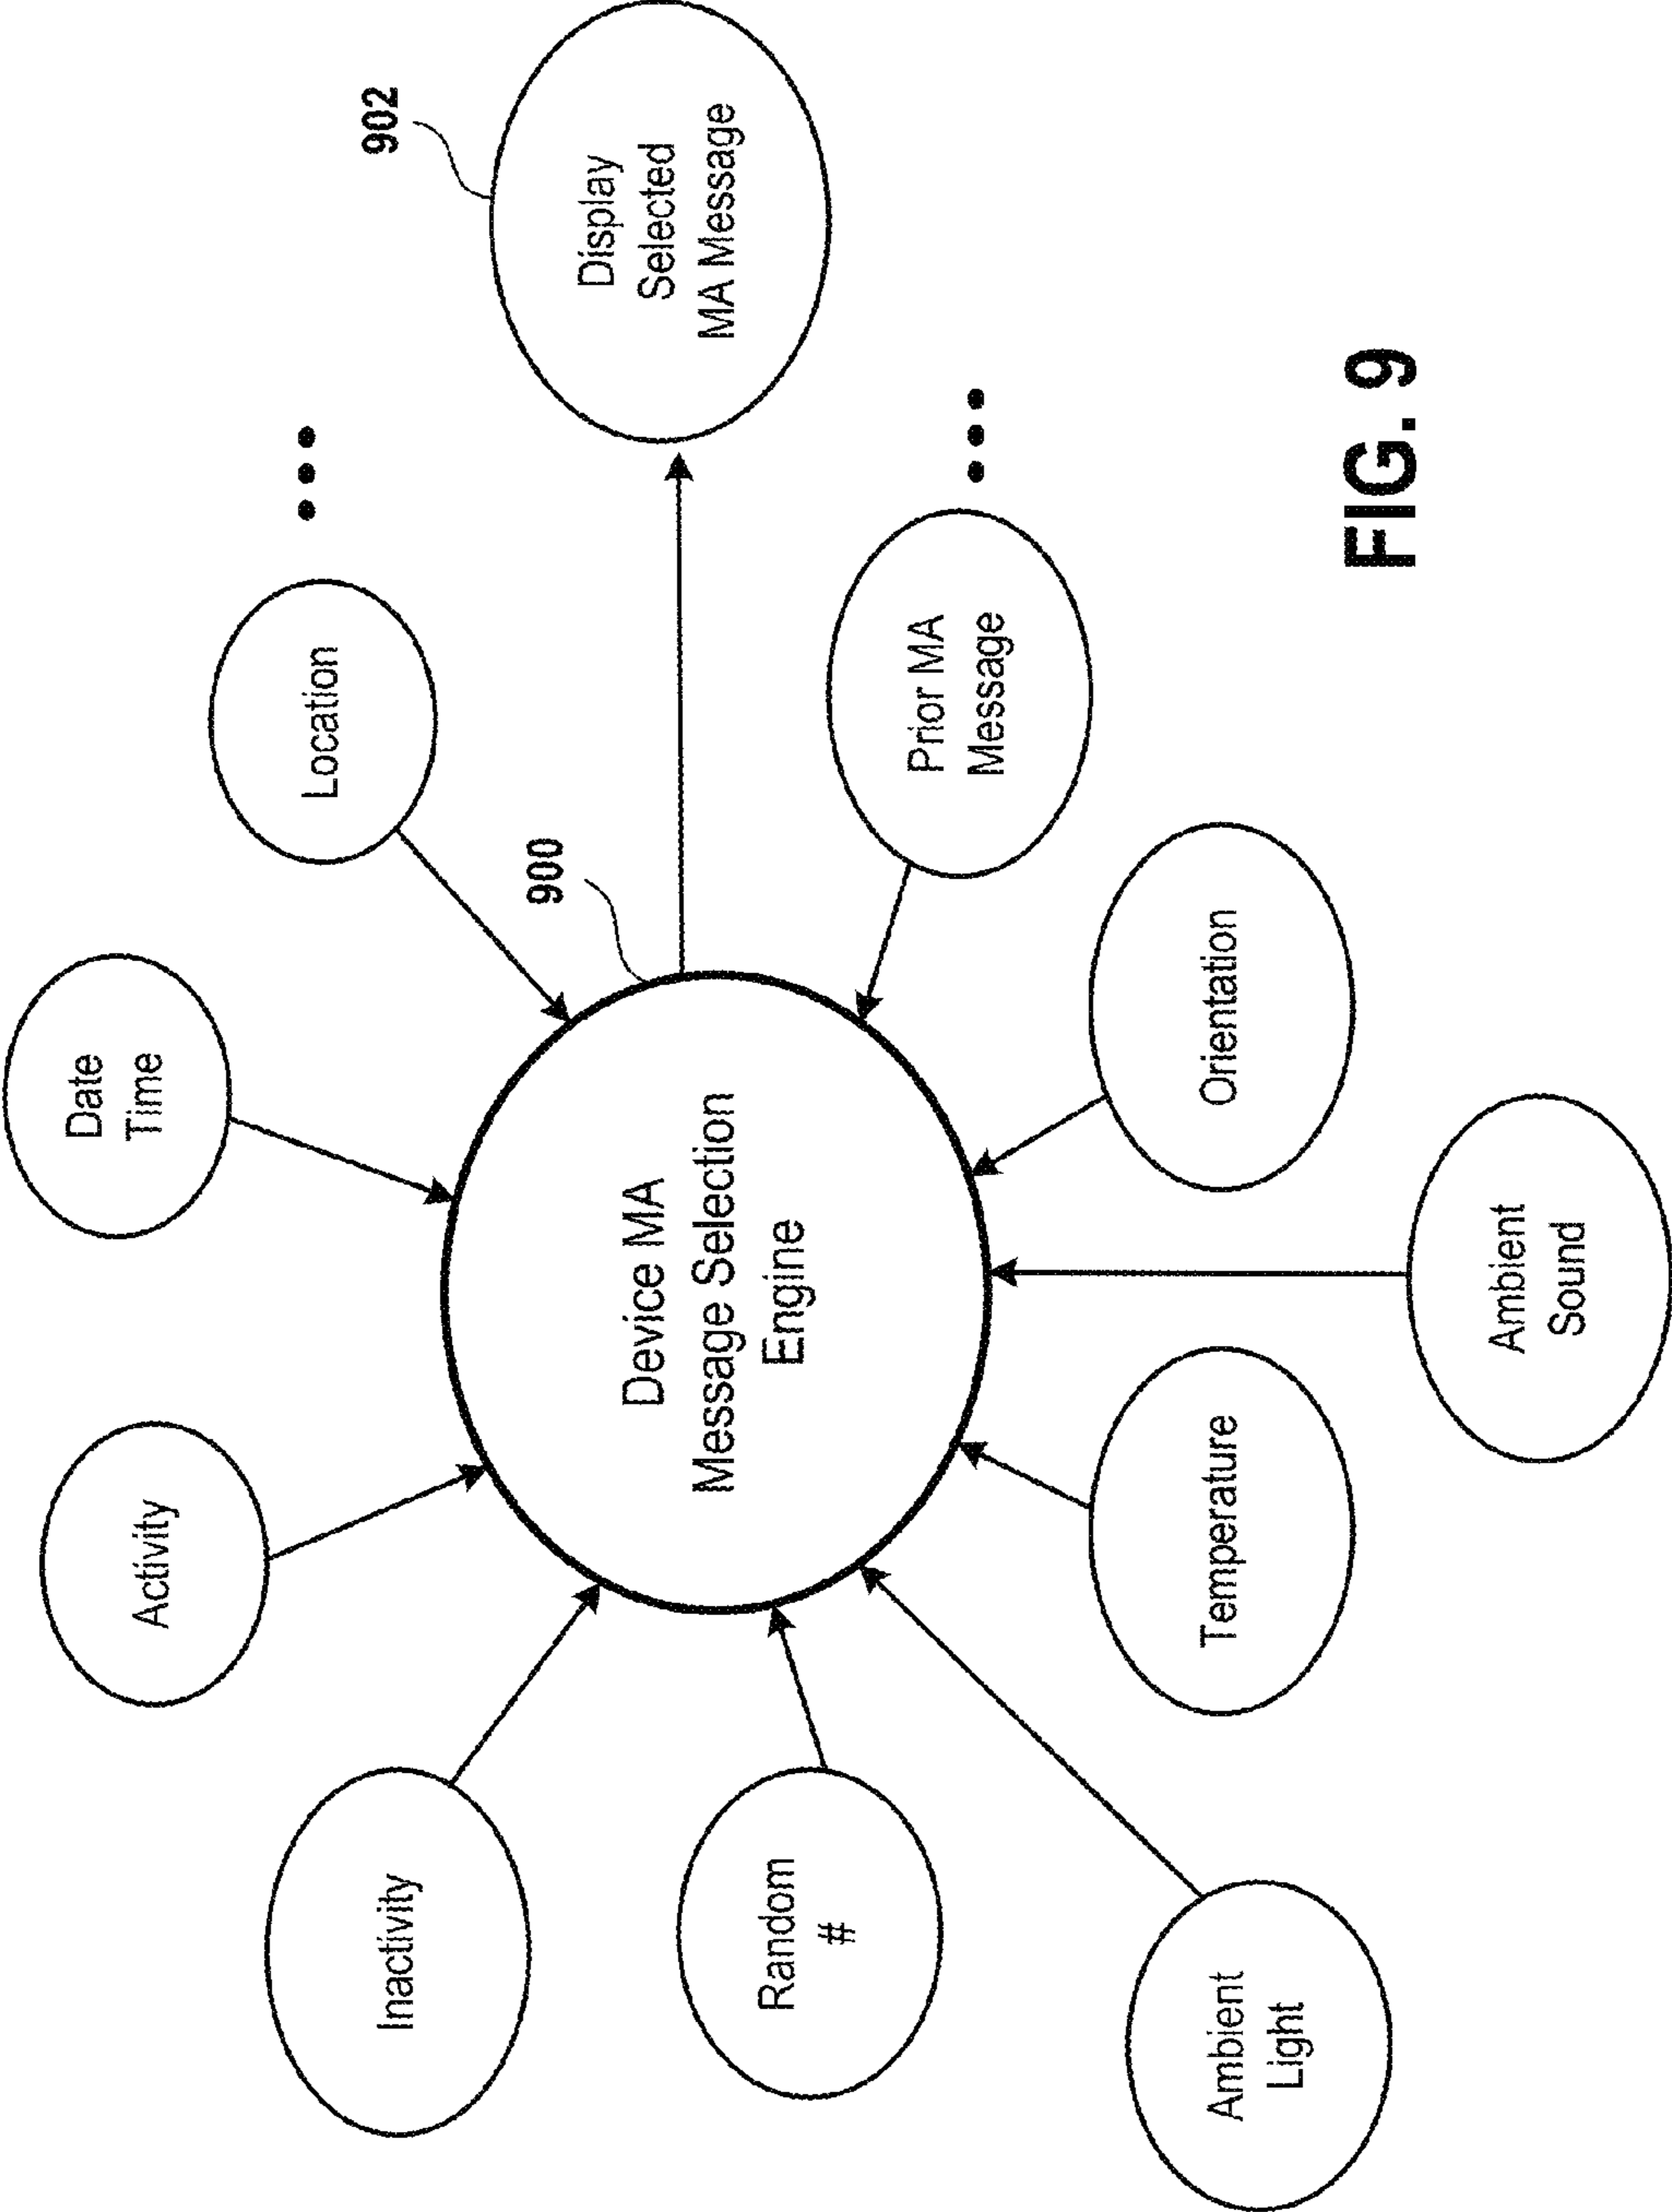 Date
Time
Activity
Location
Inactivity
902
900
Device MA
Message Selection
Engine
Display
Selected
MA Message
Random
#
Prior MA
Message
Ambient
Light
Temperature
Orientation
Ambient
Sound
FIG. 9